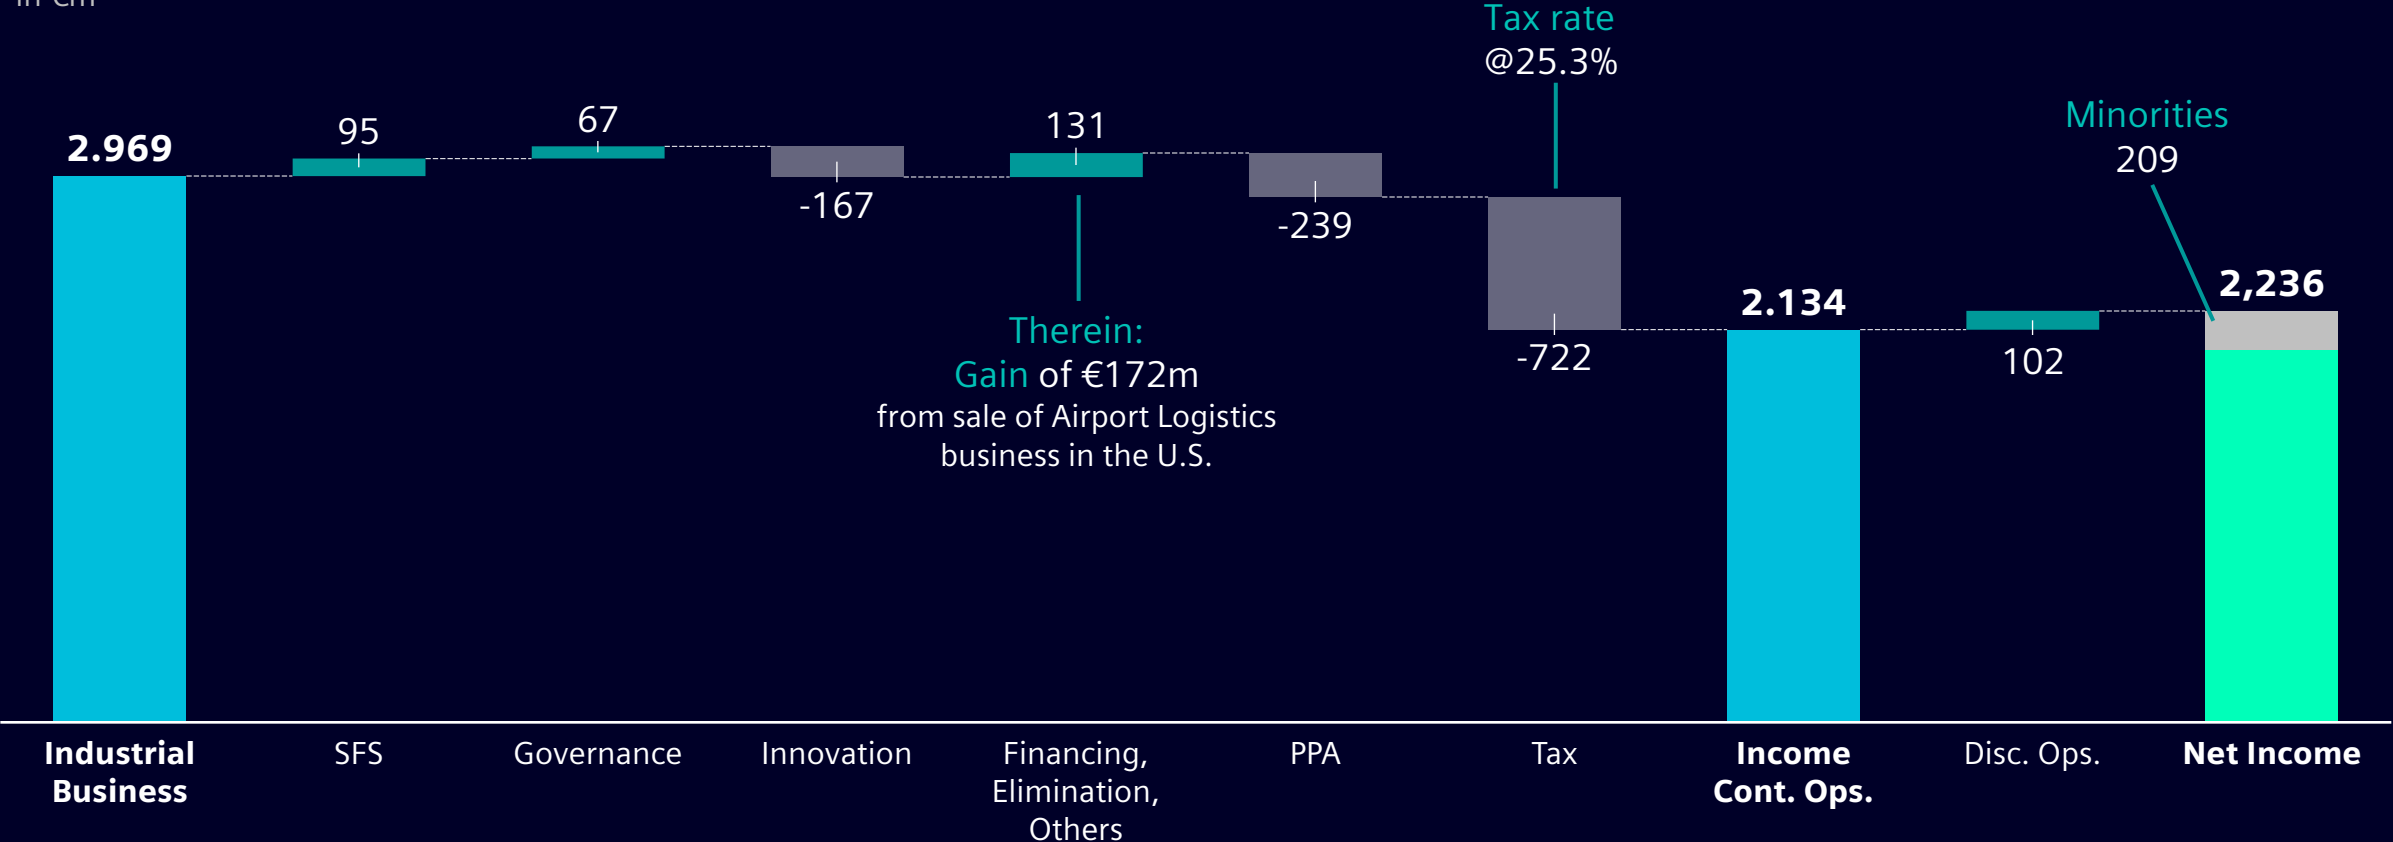 in €m
Tax rate
@25.3%
2.969
95
67
-167
131
-239
-722
2.134
102
Minorities
209
2,236
Therein:
Gain of €172m
from sale of Airport Logistics
business in the U.S.
Industrial
Business
SFS
Governance
Innovation
Financing,
Elimination,
Others
PPA
Tax
Income
Cont. Ops.
Disc. Ops.
Net Income